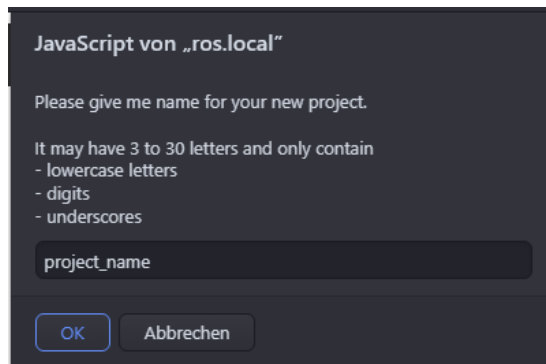 JavaScript von „ros.local”
Please give me name for your new project.
It may have 3 to 30 letters and only contain
- lowercase letters
- digits
- underscores
project_name
OK Abbrechen